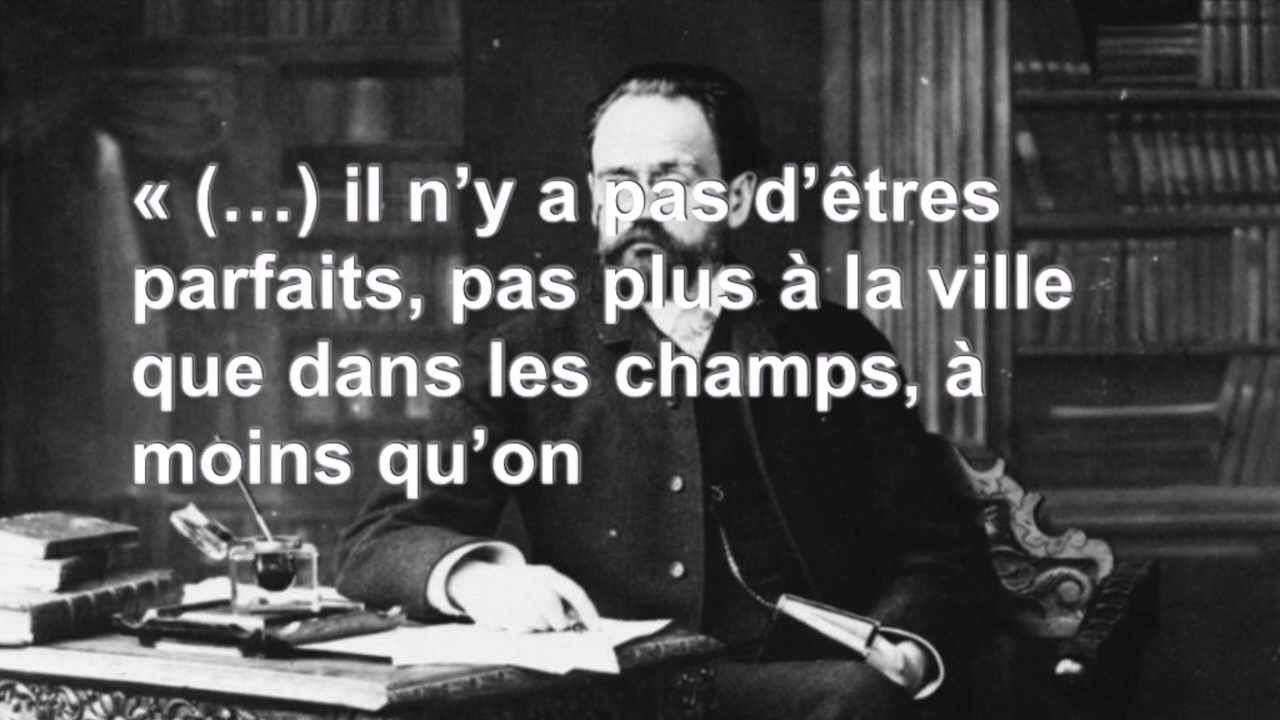 « (…) il n’y a pas d’êtres
parfaits, pas plus à la ville
que dans les champs, à
moins qu’on